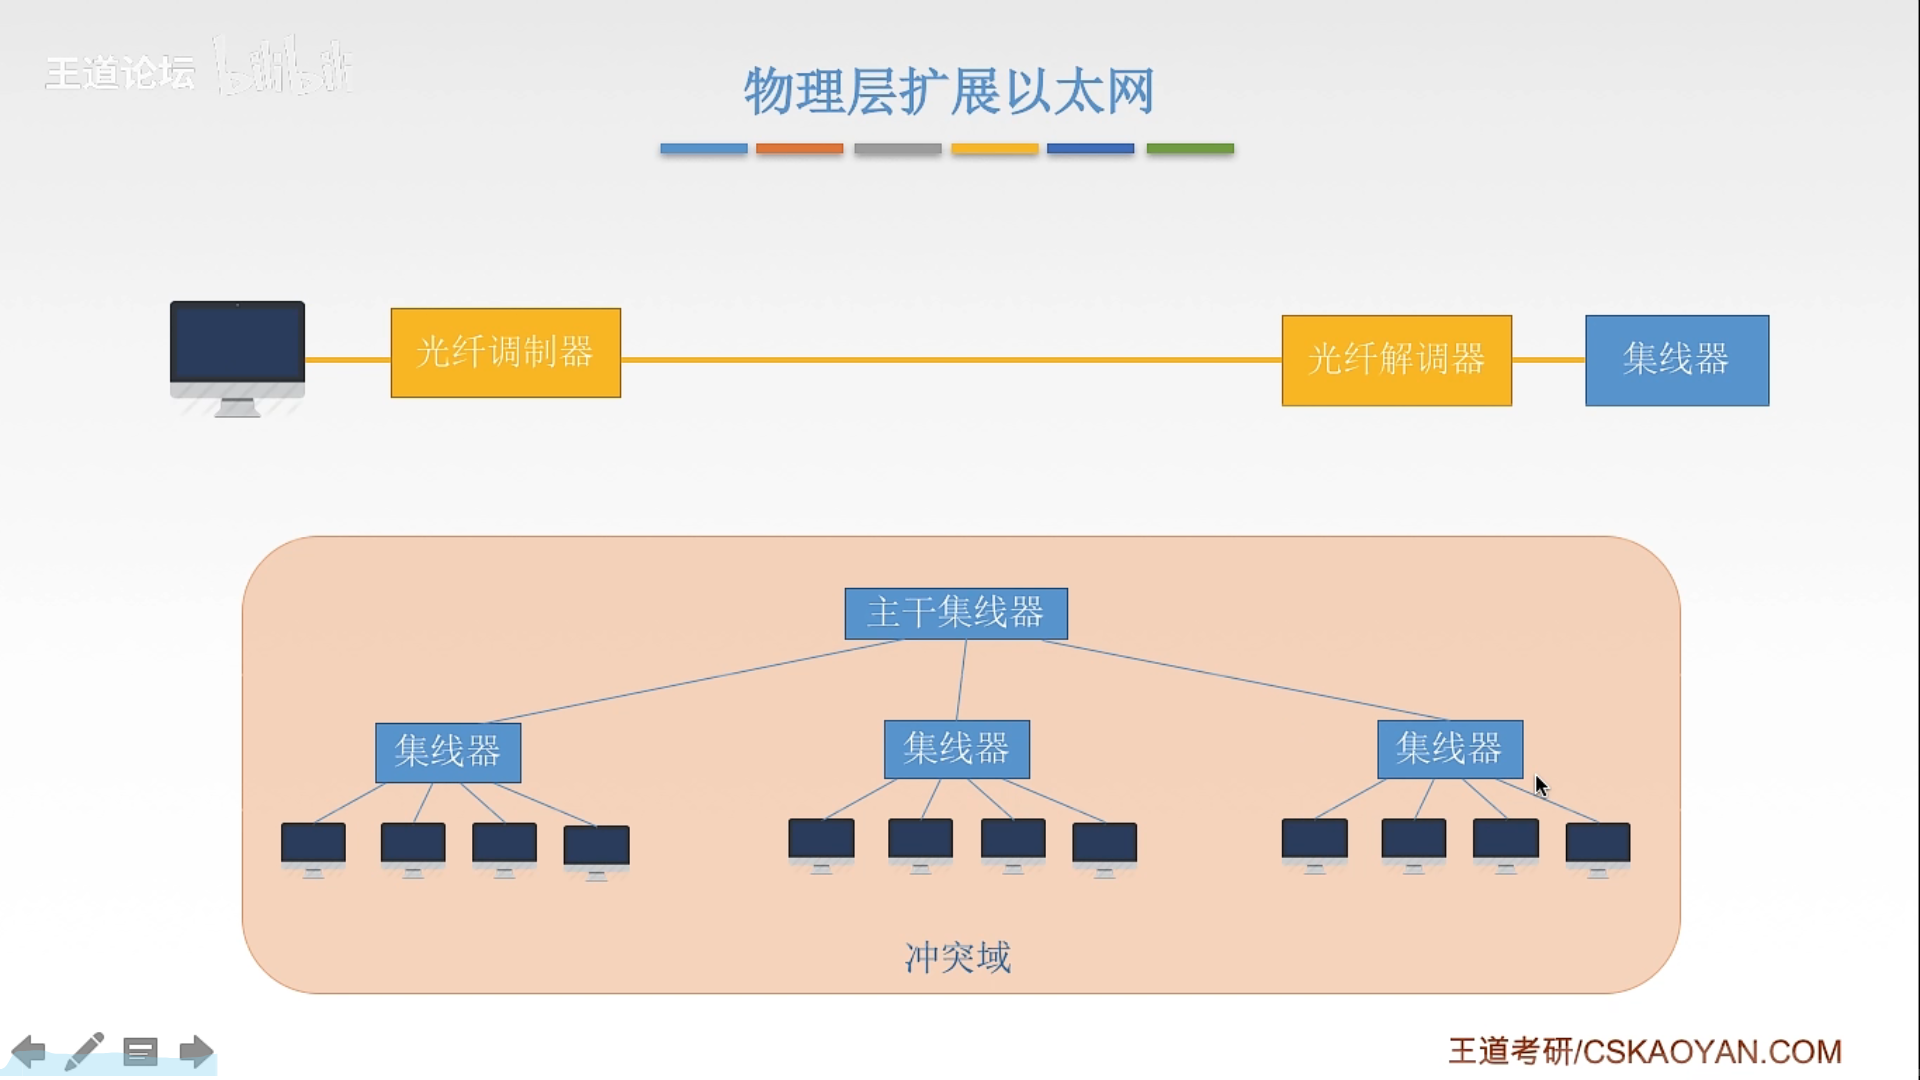 王道论坛 bilibili
物理层扩展以太网
光纤调制器
光纤解调器
集线器
主干集线器
集线器
集线器
集线器
冲突域
王道考研/CSKAOYAN.COM